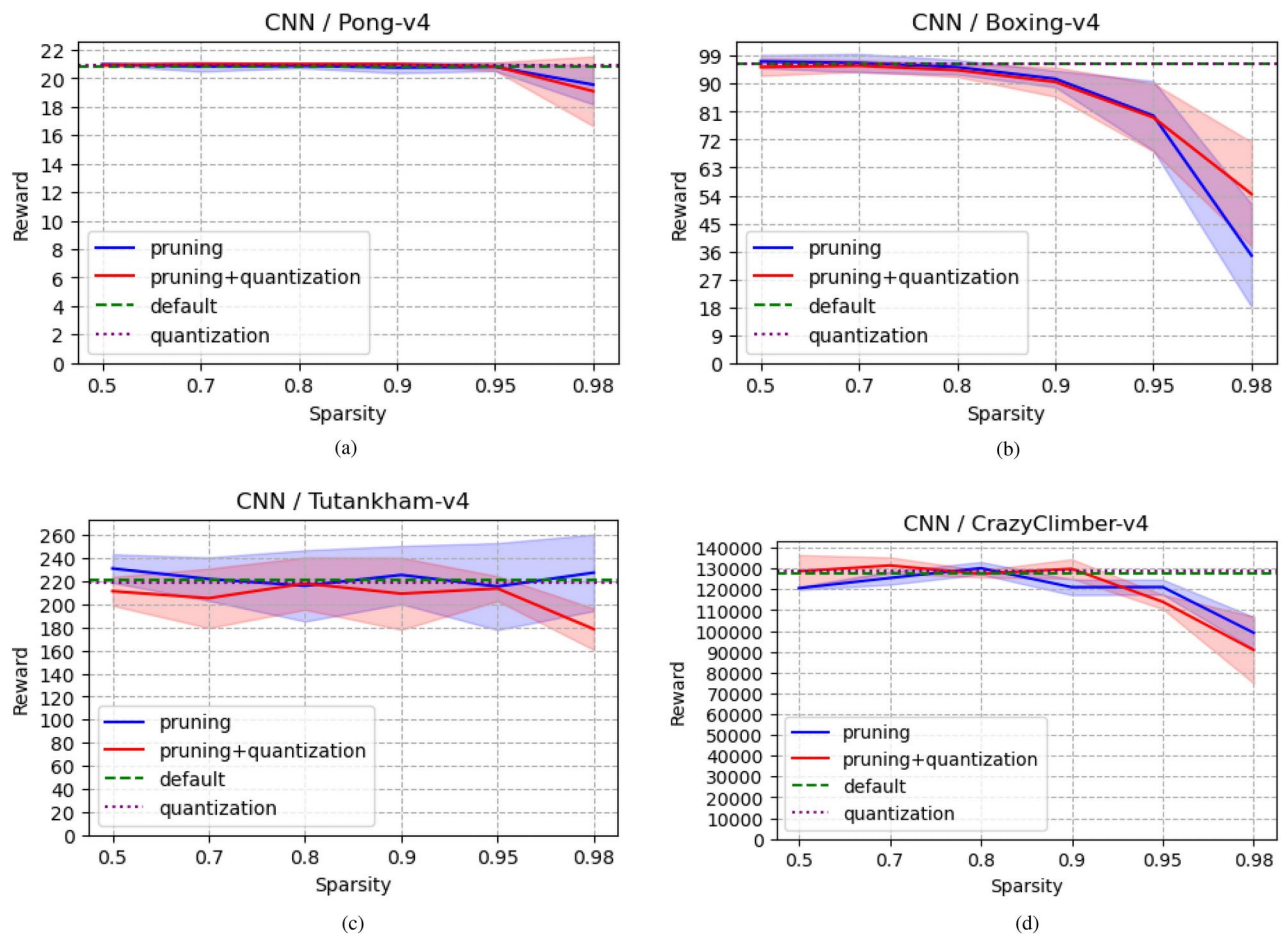 CNN / Pong-v4
Reward
22
20
18
16
14
12
10
8
6
4
2
0
pruning
pruning+quantization
default
quantization
0.5 0.7 0.8 0.9 0.95 0.98
Sparsity
(a)
CNN / Boxing-v4
Reward
99
90
81
72
63
54
45
36
27
18
9
0
pruning
pruning+quantization
default
quantization
0.5 0.7 0.8 0.9 0.95 0.98
Sparsity
(b)
CNN / Tutankham-v4
Reward
260
240
220
200
180
160
140
120
100
80
60
40
20
0
pruning
pruning+quantization
default
quantization
0.5 0.7 0.8 0.9 0.95 0.98
Sparsity
(c)
CNN / CrazyClimber-v4
Reward
140000
130000
120000
110000
100000
90000
80000
70000
60000
50000
40000
30000
20000
10000
0
pruning
pruning+quantization
default
quantization
0.5 0.7 0.8 0.9 0.95 0.98
Sparsity
(d)